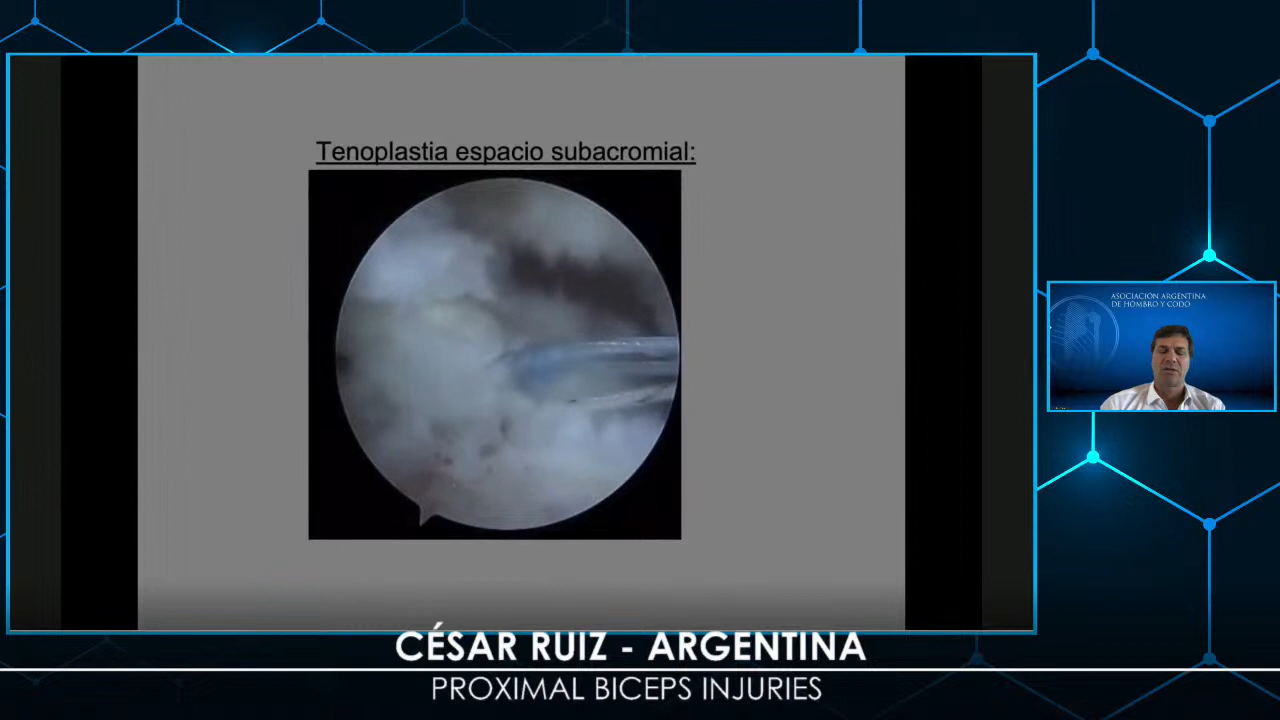 Tenoplastia espacio subacromial:
ASOCIACIÓN ARGENTINA
DE HOMBRO Y CODO
CÉSAR RUIZ - ARGENTINA
PROXIMAL BICEPS INJURIES